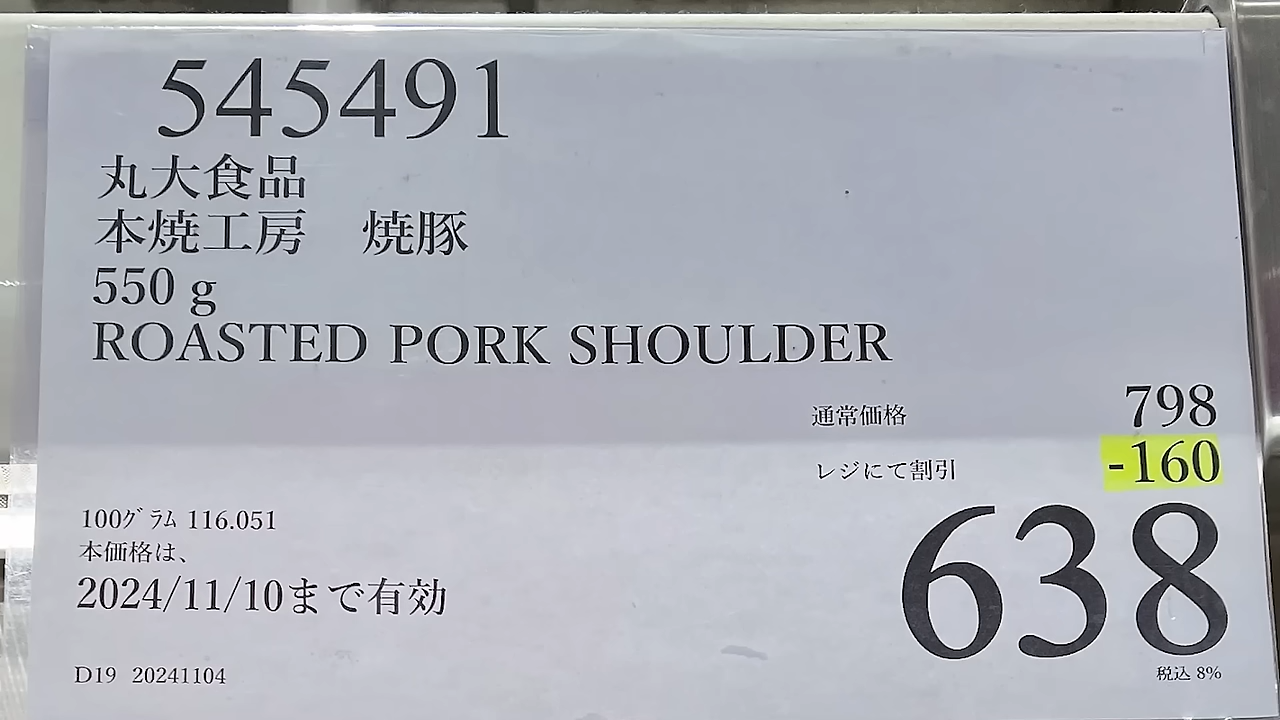 545491
丸大食品
本焼工房　焼豚
550 g
ROASTED PORK SHOULDER
通常価格 798
レジにて割引 -160
638
税込 8%
100ｸﾞﾗﾑ 116.051
本価格は、
2024/11/10まで有効
D19 20241104